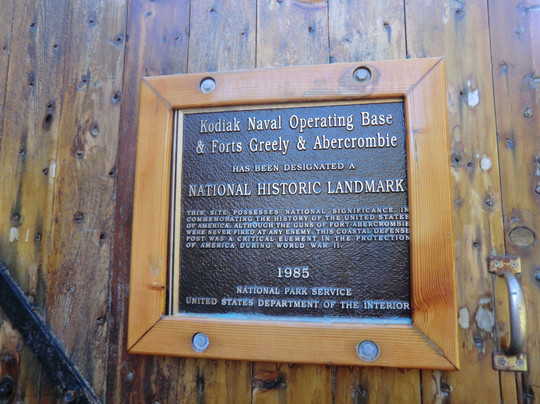 Kodiak Naval Operating Base
& Forts Greely & Abercrombie
HAS BEEN DESIGNATED A
NATIONAL HISTORIC LANDMARK
THIS SITE POSSESSES NATIONAL SIGNIFICANCE IN
COMMEMORATING THE HISTORY OF THE UNITED STATES
OF AMERICA. ALTHOUGH THE GUNS OF FORT ABERCROMBIE
WERE NEVER FIRED AT ANY ENEMY, THIS COASTAL DEFENSE
POST WAS A CRITICAL ELEMENT IN THE PROTECTION
OF AMERICA DURING WORLD WAR II.
1985
NATIONAL PARK SERVICE
UNITED STATES DEPARTMENT OF THE INTERIOR